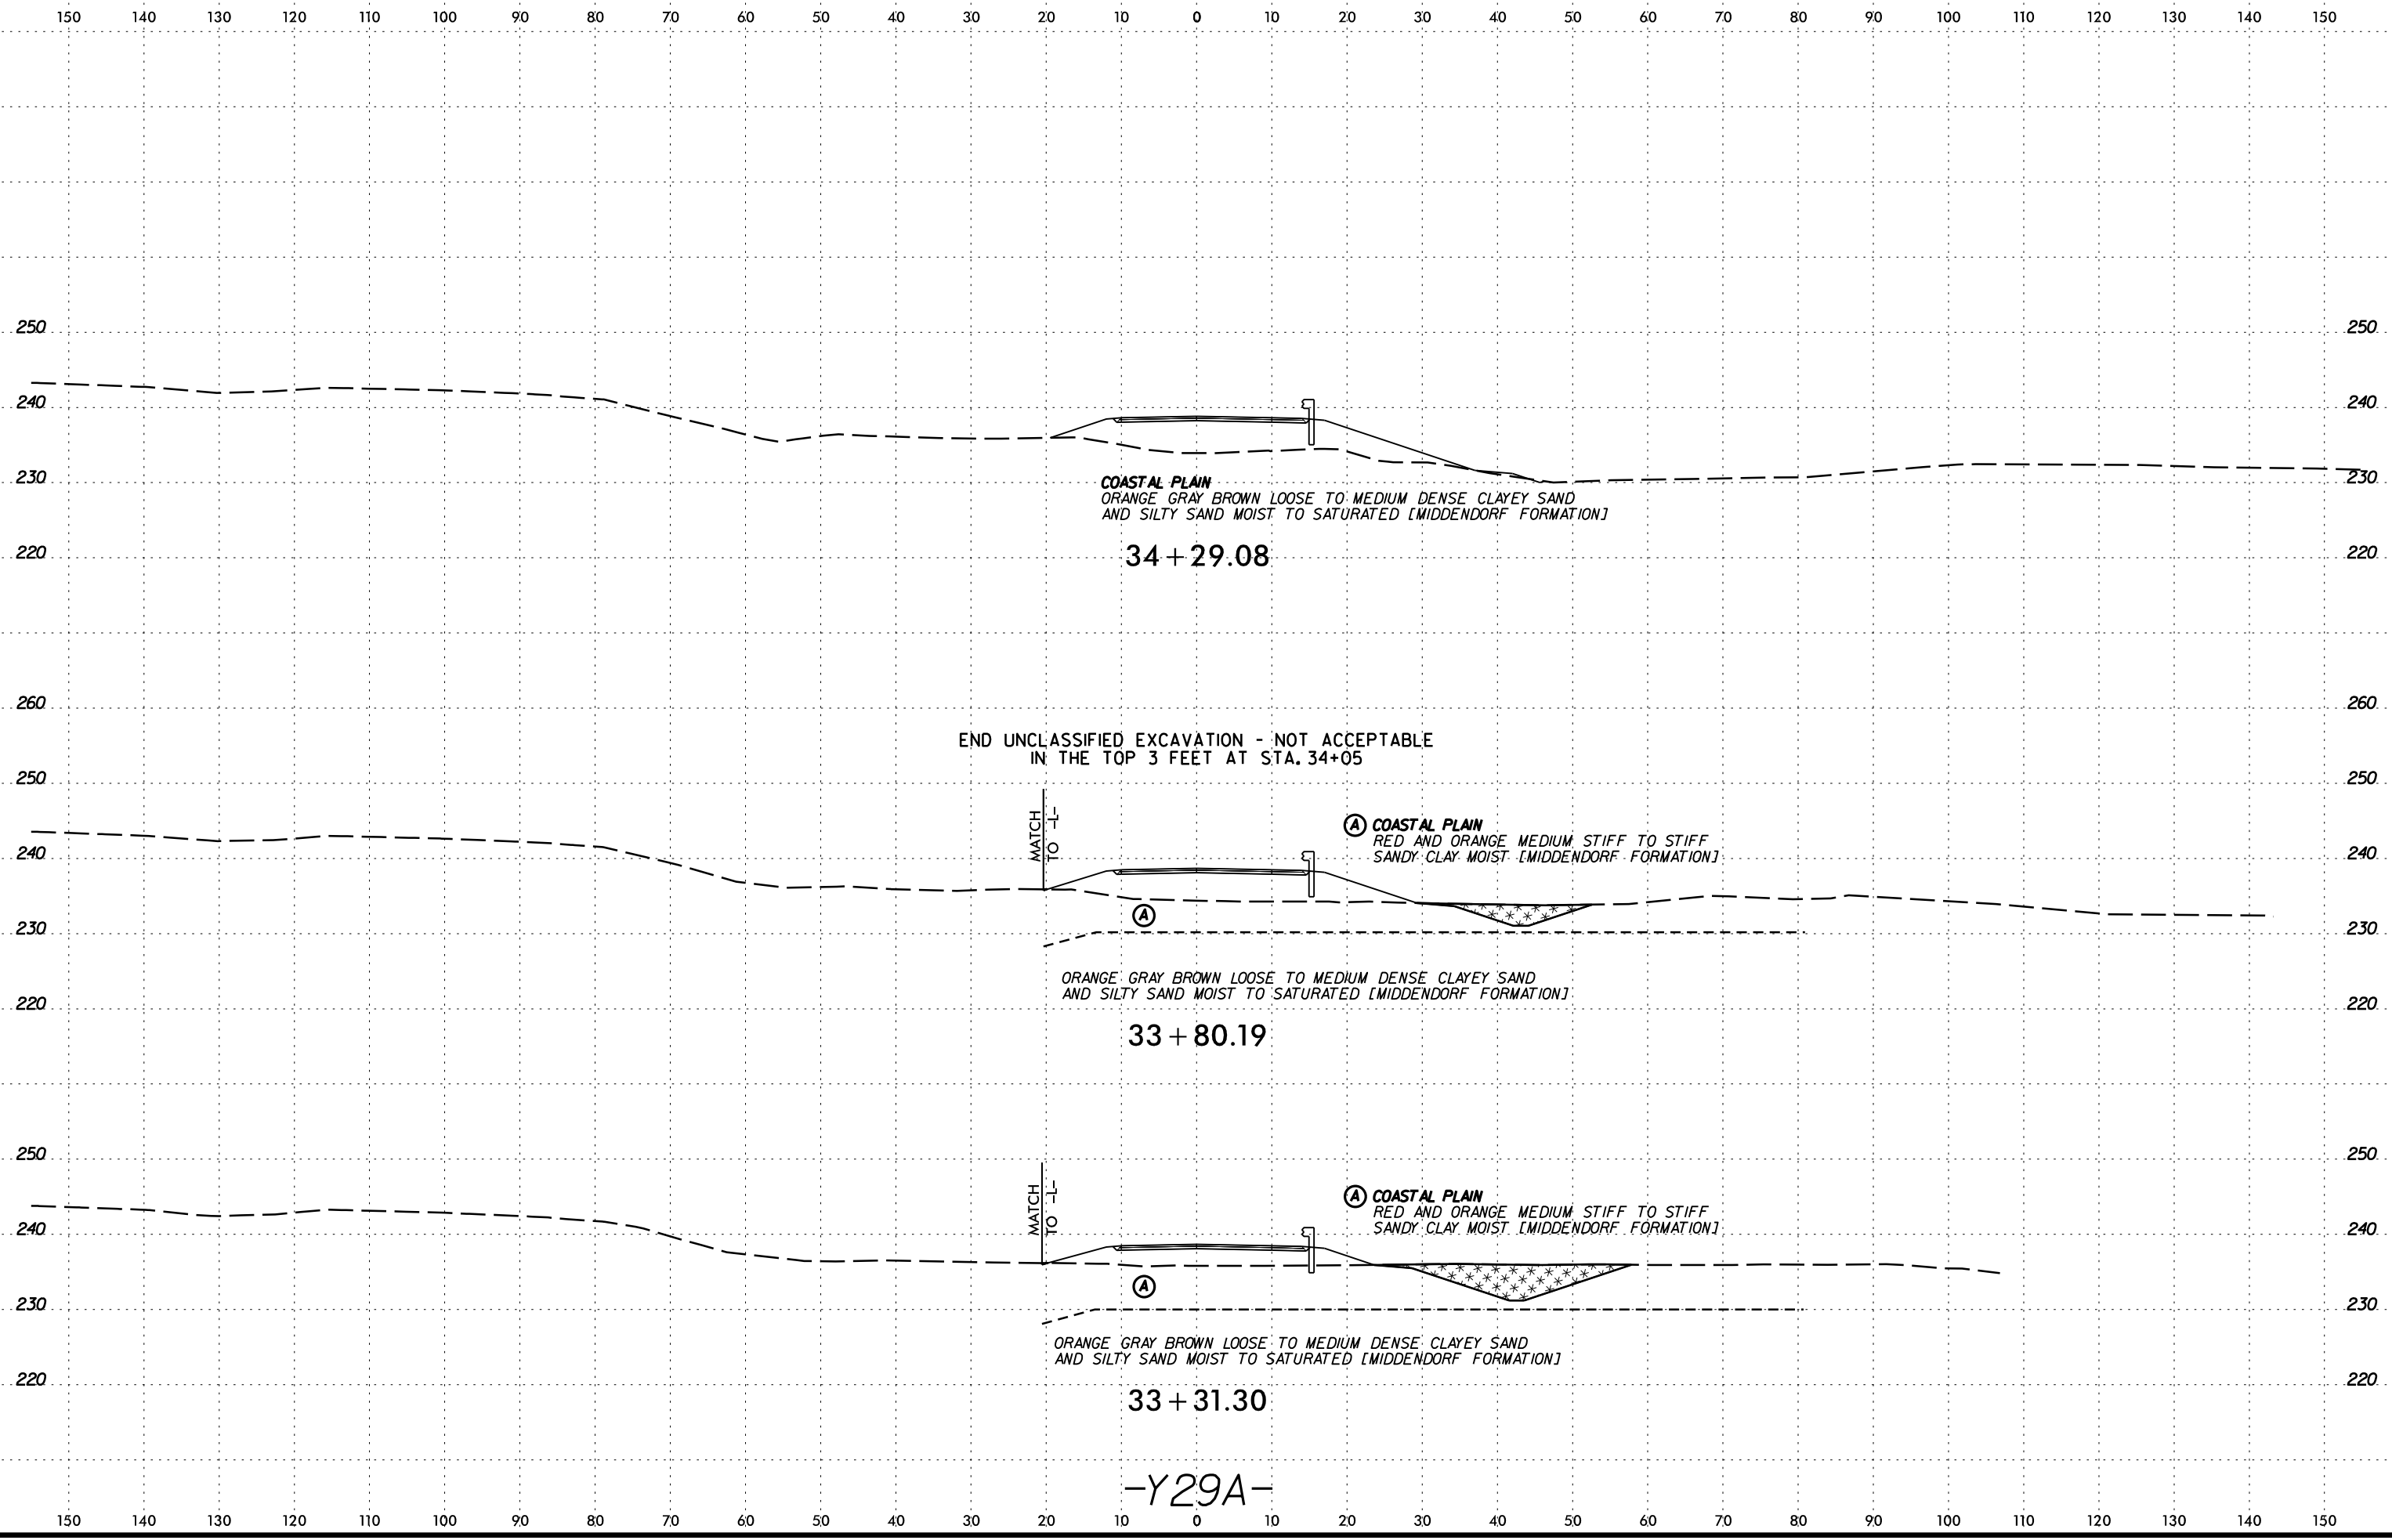 150 140 130 120 110 100 90 80 70 60 50 40 30 20 10 0 10 20 30 40 50 60 70 80 90 100 110 120 130 140 150
250 250
240 240
230 230
COASTAL PLAIN
ORANGE GRAY BROWN LOOSE TO MEDIUM DENSE CLAYEY SAND
AND SILTY SAND MOIST TO SATURATED [MIDDENDORF FORMATION]
220 220
34+29.08
260 260
END UNCLASSIFIED EXCAVATION - NOT ACCEPTABLE
IN THE TOP 3 FEET AT STA. 34+05
250 250
MATCH
TO -L-
A COASTAL PLAIN
RED AND ORANGE MEDIUM STIFF TO STIFF
SANDY CLAY MOIST [MIDDENDORF FORMATION]
240 240
A
230 230
ORANGE GRAY BROWN LOOSE TO MEDIUM DENSE CLAYEY SAND
AND SILTY SAND MOIST TO SATURATED [MIDDENDORF FORMATION]
220 220
33+80.19
250 250
MATCH
TO -L-
A COASTAL PLAIN
RED AND ORANGE MEDIUM STIFF TO STIFF
SANDY CLAY MOIST [MIDDENDORF FORMATION]
240 240
A
230 230
ORANGE GRAY BROWN LOOSE TO MEDIUM DENSE CLAYEY SAND
AND SILTY SAND MOIST TO SATURATED [MIDDENDORF FORMATION]
220 220
33+31.30
-Y29A-
150 140 130 120 110 100 90 80 70 60 50 40 30 20 10 0 10 20 30 40 50 60 70 80 90 100 110 120 130 140 150